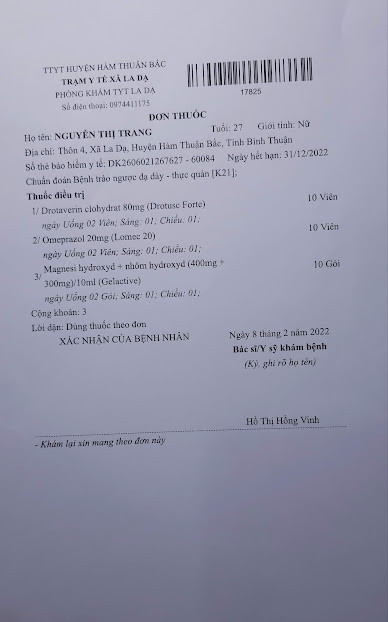 TTYT HUYỆN HÀM THUẬN BẮC
TRẠM Y TẾ XÃ LA DẠ
PHÒNG KHÁM TYT LA DẠ
Số điện thoại: 0974411175
17825
ĐƠN THUỐC
Họ tên: NGUYỄN THỊ TRANG Tuổi: 27 Giới tính: Nữ
Địa chỉ: Thôn 4, Xã La Dạ, Huyện Hàm Thuận Bắc, Tỉnh Bình Thuận
Số thẻ bảo hiểm y tế: DK2606021267627 - 60084 Ngày hết hạn: 31/12/2022
Chuẩn đoán Bệnh trào ngược dạ dày - thực quản [K21];
Thuốc điều trị
1/ Drotaverin clohydrat 80mg (Drotusc Forte) 10 Viên
ngày Uống 02 Viên; Sáng: 01; Chiều: 01;
2/ Omeprazol 20mg (Lomec 20) 10 Viên
ngày Uống 02 Viên; Sáng: 01; Chiều: 01;
3/ Magnesi hydroxyd + nhôm hydroxyd (400mg + 10 Gói
300mg)/10ml (Gelactive)
ngày Uống 02 Gói; Sáng: 01; Chiều: 01;
Cộng khoản: 3
Lời dặn: Dùng thuốc theo đơn
XÁC NHẬN CỦA BỆNH NHÂN Ngày 8 tháng 2 năm 2022
Bác sĩ/Y sỹ khám bệnh
(Ký, ghi rõ họ tên)
Hồ Thị Hồng Vinh
- Khám lại xin mang theo đơn này